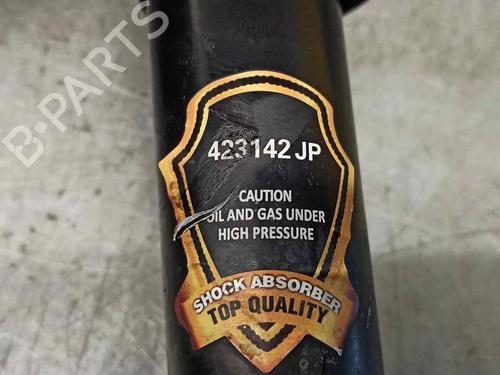 B-PARTS
423142 JP
CAUTION
OIL AND GAS UNDER
HIGH PRESSURE
SHOCK ABSORBER
TOP QUALITY